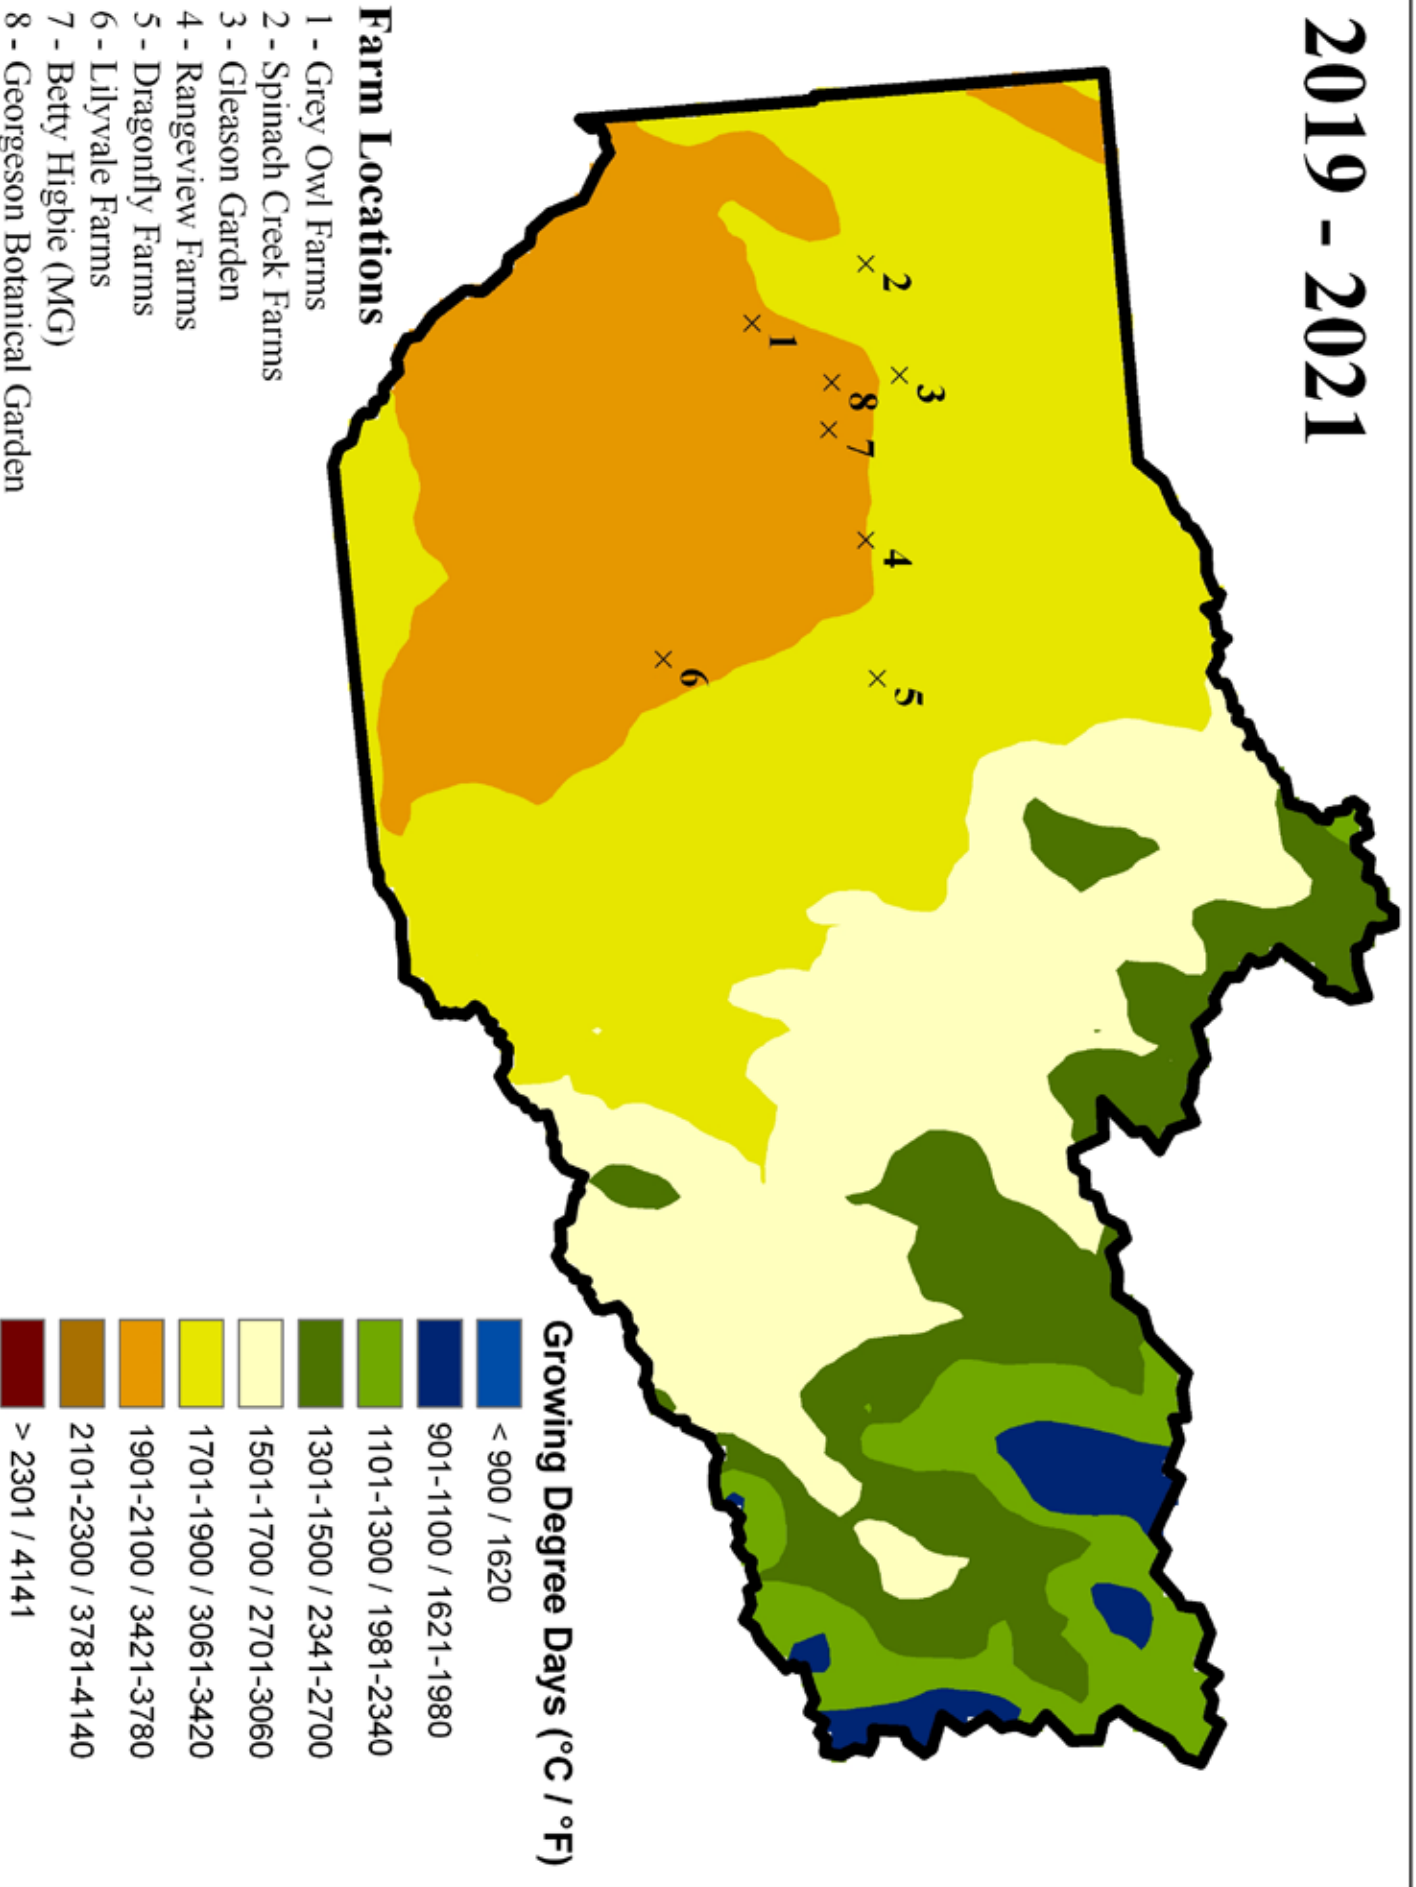 2019 - 2021
2
3
1
8
7
4
5
6
Farm Locations
1 - Grey Owl Farms
2 - Spinach Creek Farms
3 - Gleason Garden
4 - Rangeview Farms
5 - Dragonfly Farms
6 - Lilyvale Farms
7 - Betty Higbie (MG)
8 - Georgeson Botanical Garden
Growing Degree Days (°C / °F)
< 900 / 1620
901-1100 / 1621-1980
1101-1300 / 1981-2340
1301-1500 / 2341-2700
1501-1700 / 2701-3060
1701-1900 / 3061-3420
1901-2100 / 3421-3780
2101-2300 / 3781-4140
> 2301 / 4141